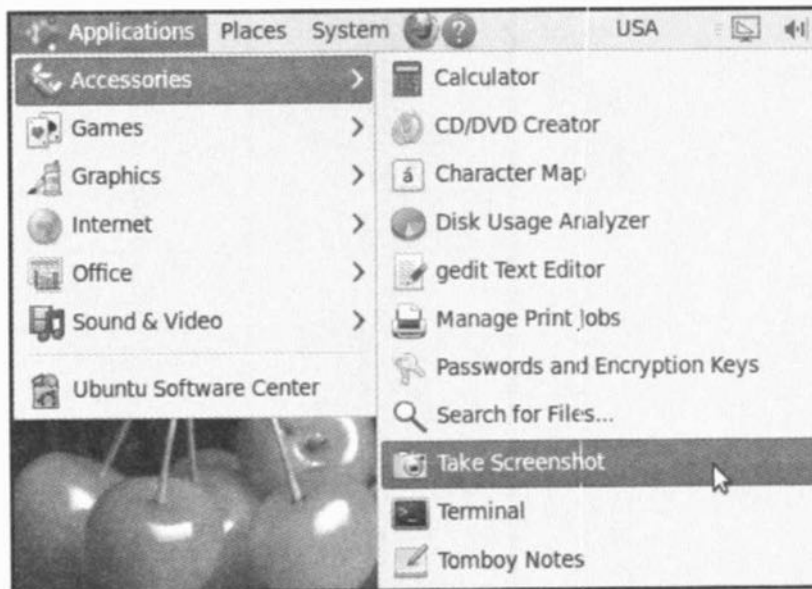 Applications Places System ? USA
Accessories
Games
Graphics
Internet
Office
Sound & Video
Ubuntu Software Center
Calculator
CD/DVD Creator
á Character Map
Disk Usage Analyzer
gedit Text Editor
Manage Print Jobs
Passwords and Encryption Keys
Search for Files...
Take Screenshot
Terminal
Tomboy Notes